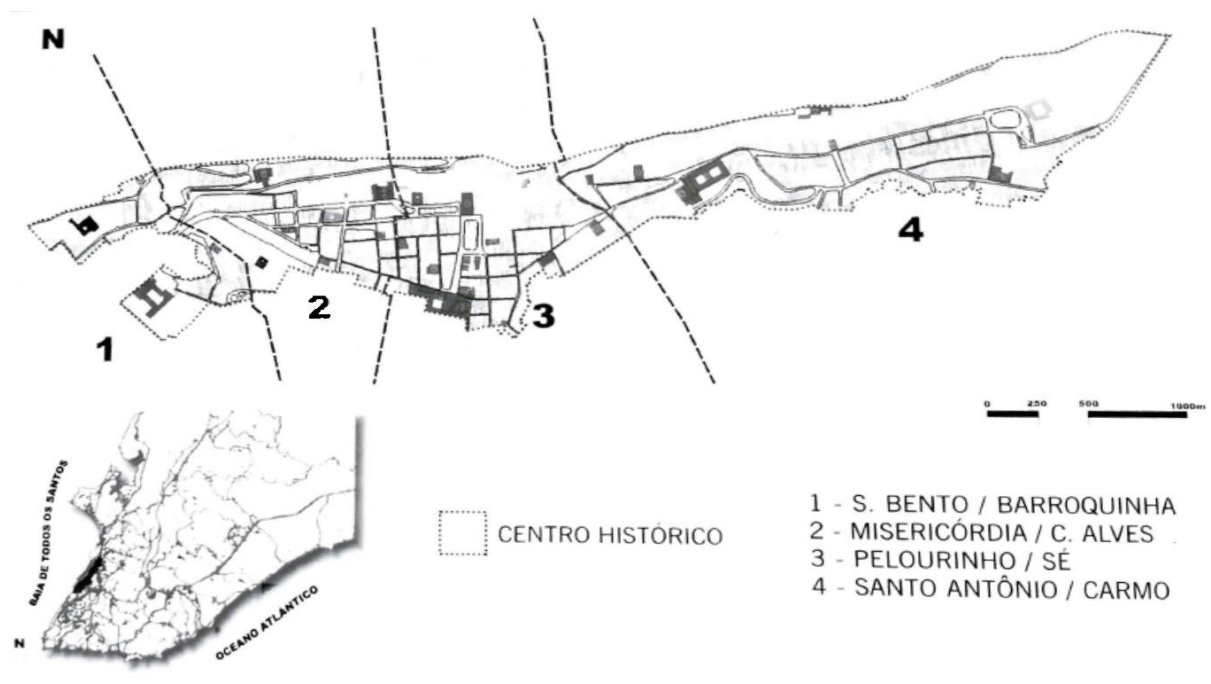 N
1
2
3
4
0 250 500 1000m
BAIA DE TODOS OS SANTOS
OCEANO ATLÂNTICO
N
CENTRO HISTÓRICO
1 - S. BENTO / BARROQUINHA
2 - MISERICÓRDIA / C. ALVES
3 - PELOURINHO / SÉ
4 - SANTO ANTÔNIO / CARMO